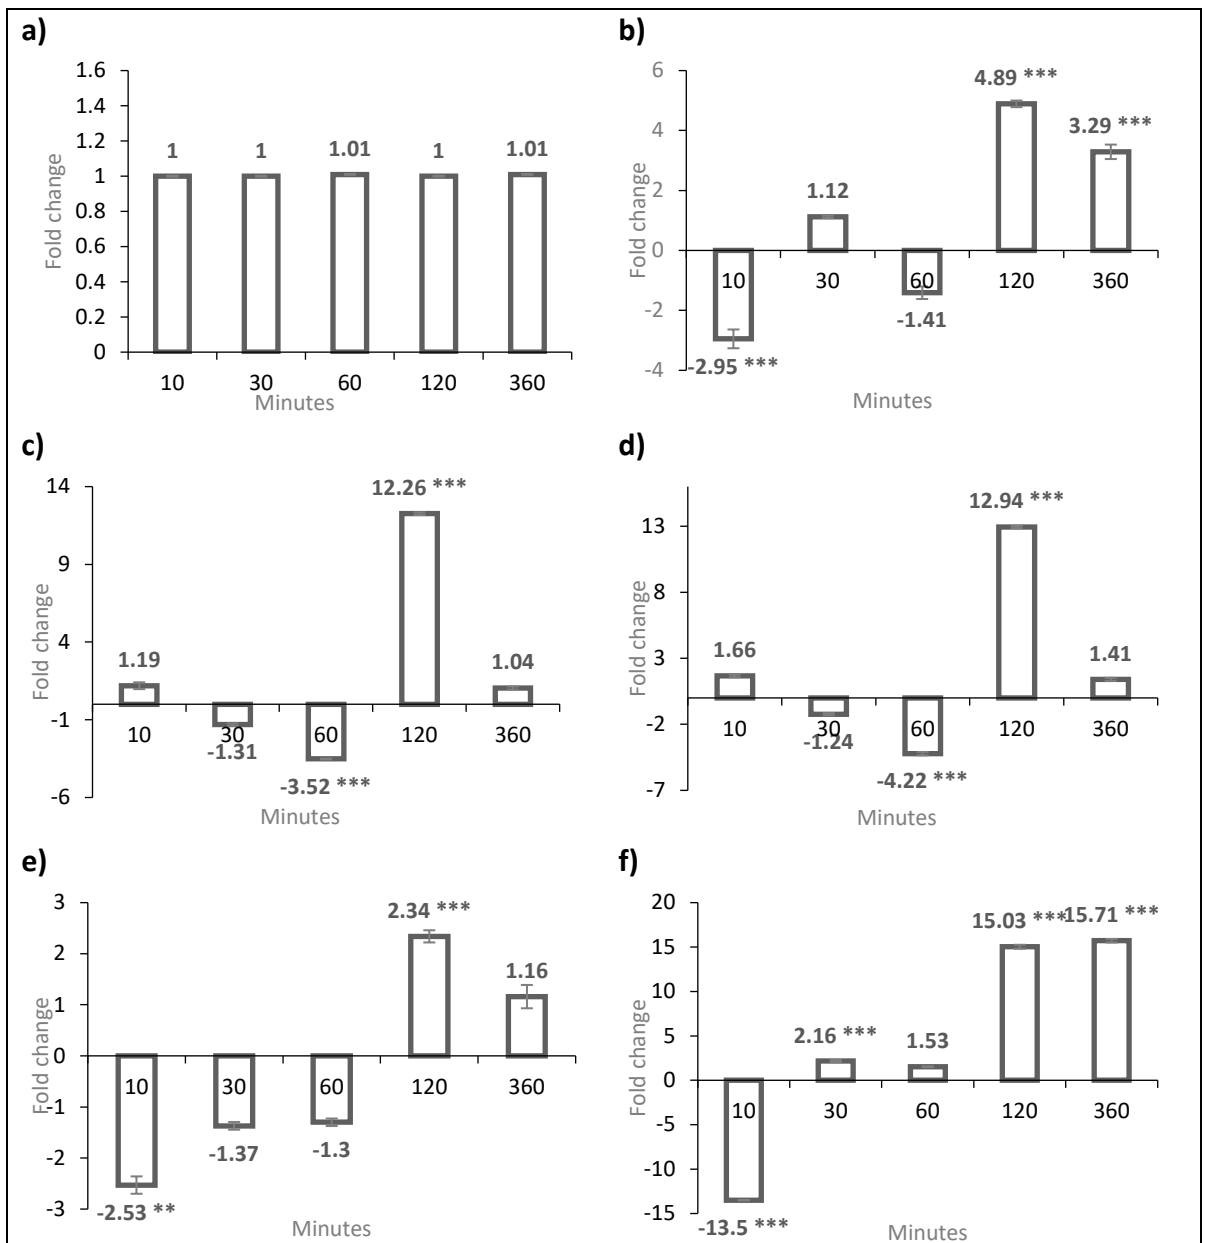 a)
1.6
1.4
1.2
1
0.8
0.6
0.4
0.2
0
Fold change
1
1
1.01
1
1.01
10 30 60 120 360
Minutes
b)
6
4
2
0
-2
-4
Fold change
-2.95 ***
1.12
-1.41
4.89 ***
3.29 ***
10 30 60 120 360
Minutes
c)
14
9
4
-1
-6
Fold change
1.19
-1.31
-3.52 ***
12.26 ***
1.04
10 30 60 120 360
Minutes
d)
13
8
3
-2
-7
Fold change
1.66
-1.24
-4.22 ***
12.94 ***
1.41
10 30 60 120 360
Minutes
e)
3
2
1
0
-1
-2
-3
Fold change
-2.53 **
-1.37
-1.3
2.34 ***
1.16
10 30 60 120 360
Minutes
f)
20
15
10
5
0
-5
-10
-15
Fold change
-13.5 ***
2.16 ***
1.53
15.03 ***
15.71 ***
10 30 60 120 360
Minutes